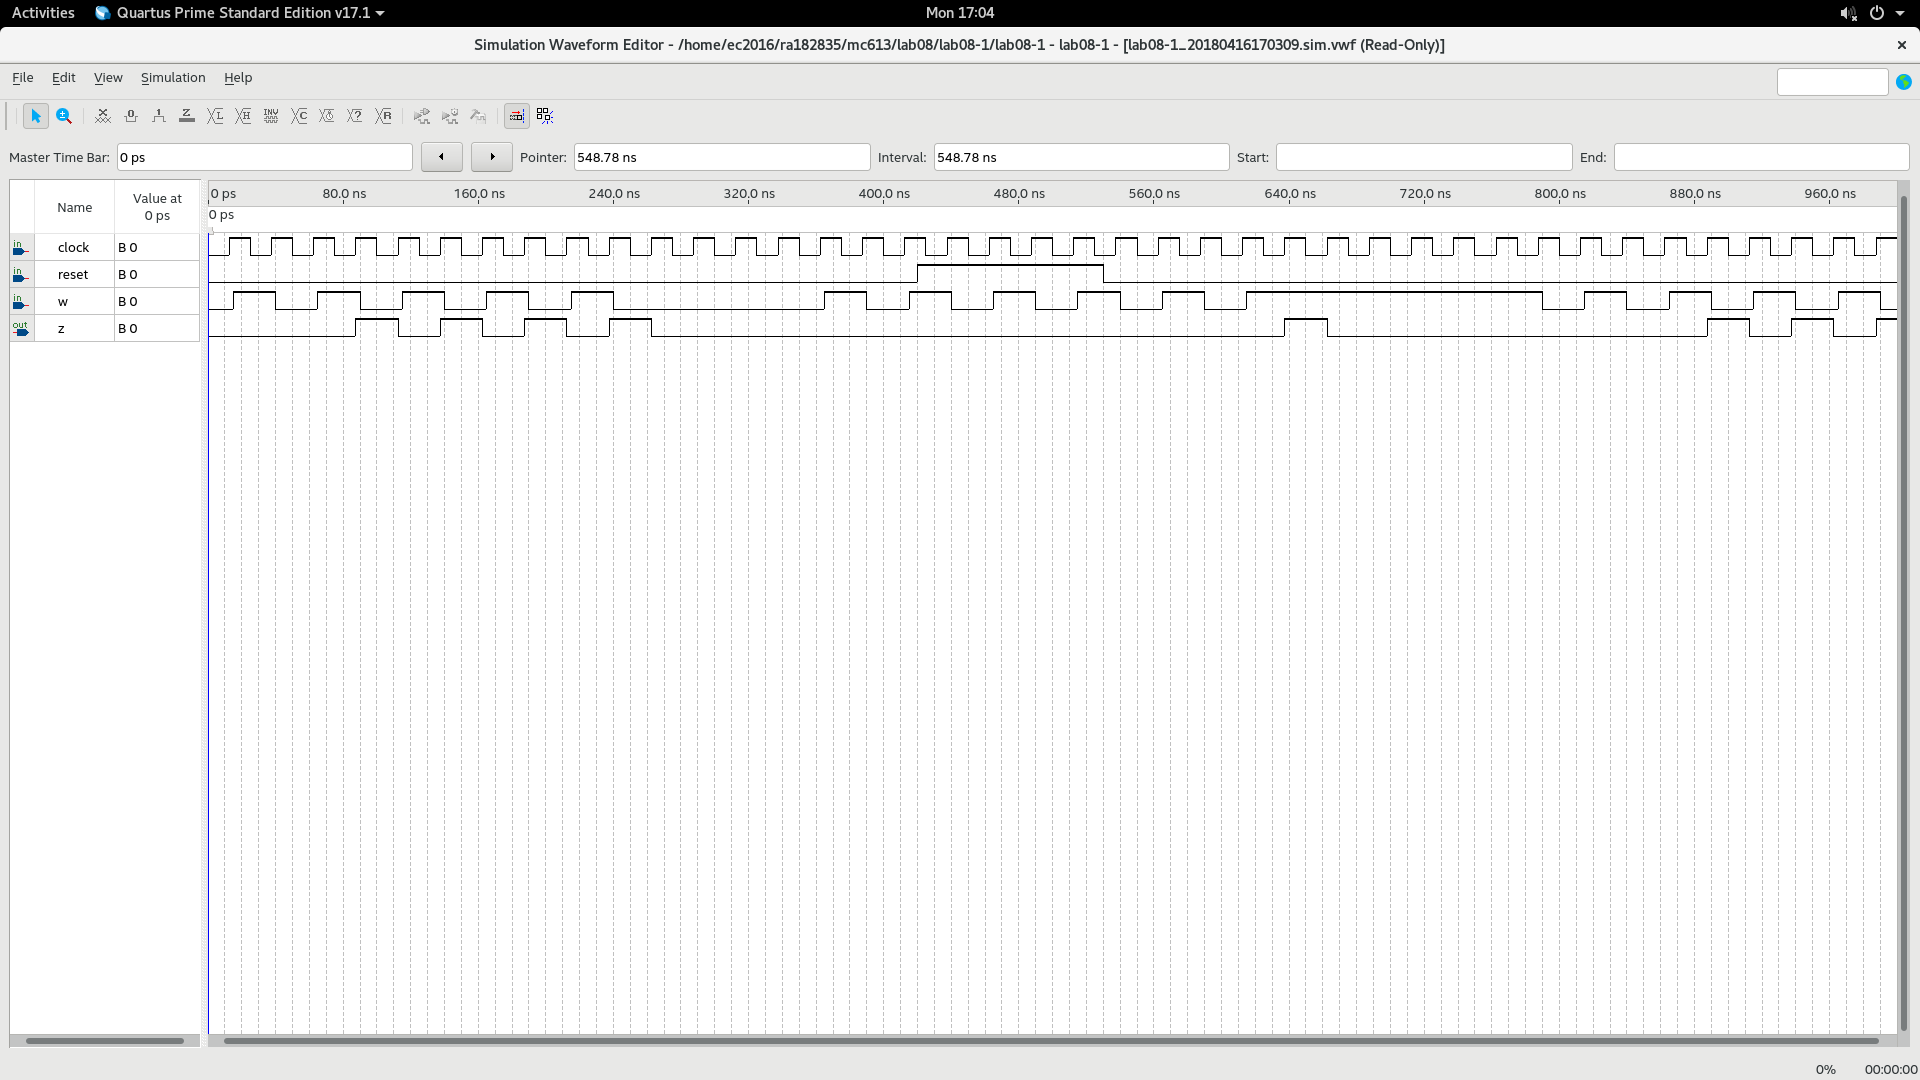 Activities Quartus Prime Standard Edition v17.1 Mon 17:04
Simulation Waveform Editor - /home/ec2016/ra182835/mc613/lab08/lab08-1/lab08-1 - lab08-1 - [lab08-1_20180416170309.sim.vwf (Read-Only)]
File Edit View Simulation Help
Master Time Bar: 0 ps Pointer: 548.78 ns Interval: 548.78 ns Start: End:
Name Value at 0 ps
0 ps 80.0 ns 160.0 ns 240.0 ns 320.0 ns 400.0 ns 480.0 ns 560.0 ns 640.0 ns 720.0 ns 800.0 ns 880.0 ns 960.0 ns
0 ps
in clock B 0
in reset B 0
in w B 0
out z B 0
0% 00:00:00